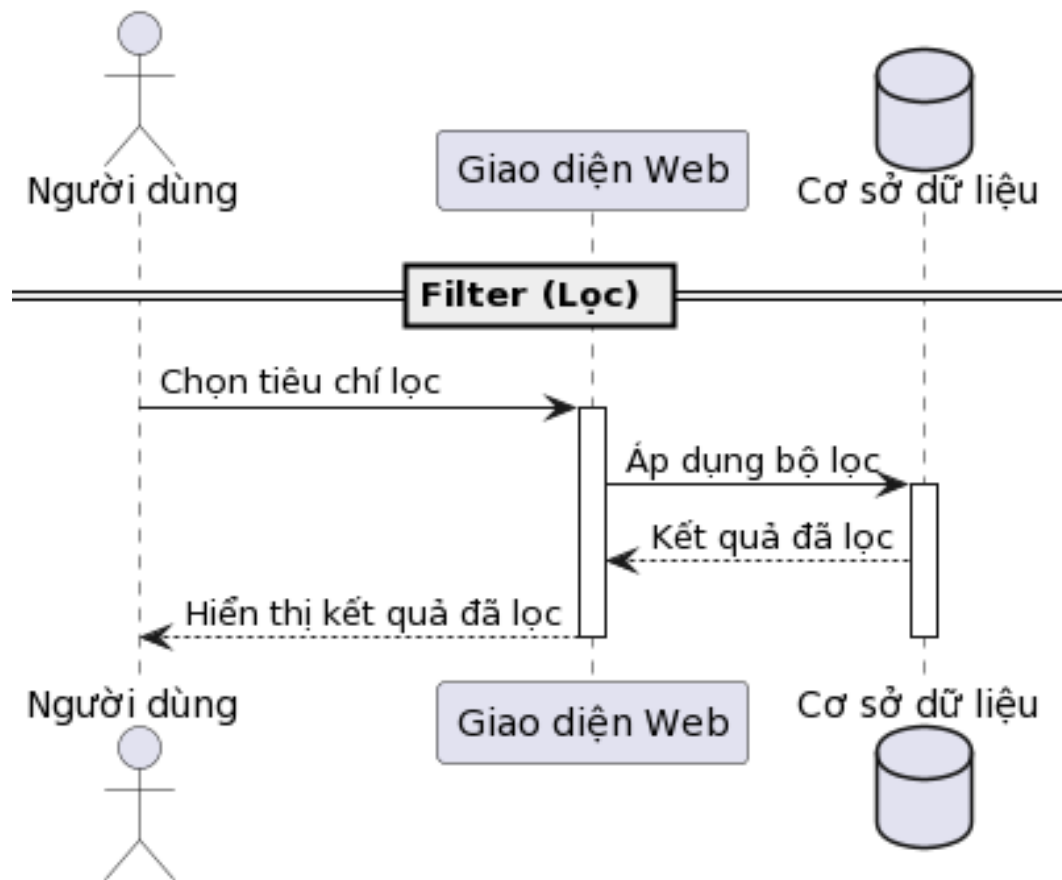 Người dùng
Giao diện Web
Cơ sở dữ liệu
Filter (Lọc)
Chọn tiêu chí lọc
Áp dụng bộ lọc
Kết quả đã lọc
Hiển thị kết quả đã lọc
Người dùng
Giao diện Web
Cơ sở dữ liệu